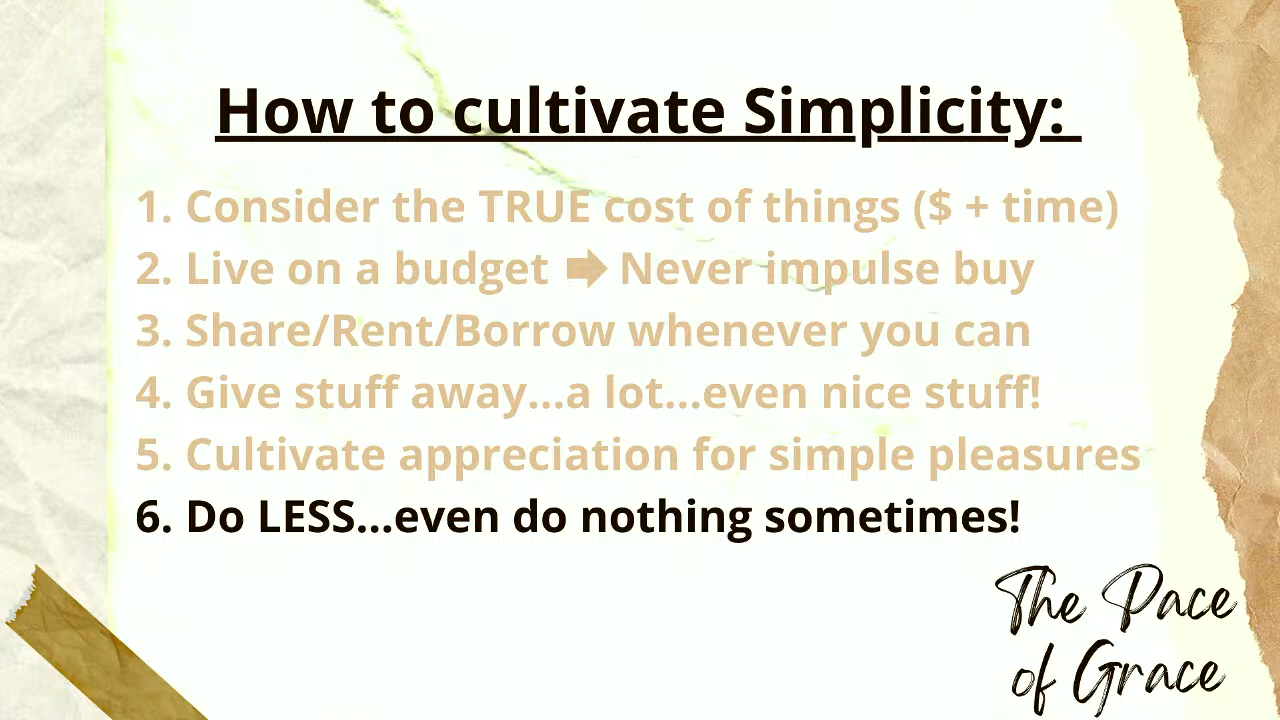 How to cultivate Simplicity:
1. Consider the TRUE cost of things ($ + time)
2. Live on a budget ➡ Never impulse buy
3. Share/Rent/Borrow whenever you can
4. Give stuff away...a lot...even nice stuff!
5. Cultivate appreciation for simple pleasures
6. Do LESS...even do nothing sometimes!
The Pace
of Grace